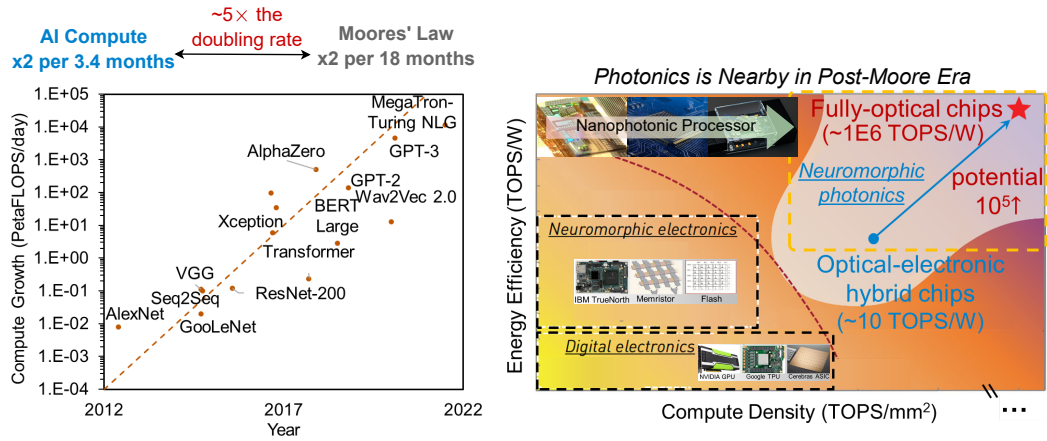 AI Compute
x2 per 3.4 months
~5× the
doubling rate
Moores' Law
x2 per 18 months
Compute Growth (PetaFLOPS/day)
1.E+05
1.E+04
1.E+03
1.E+02
1.E+01
1.E+00
1.E-01
1.E-02
1.E-03
1.E-04
2012
2017
2022
Year
MegaTron-
Turing NLG
GPT-3
AlphaZero
GPT-2
Wav2Vec 2.0
BERT
Large
Xception
Transformer
VGG
Seq2Seq
ResNet-200
AlexNet
GooLeNet
Photonics is Nearby in Post-Moore Era
Energy Efficiency (TOPS/W)
Nanophotonic Processor
Fully-optical chips
(~1E6 TOPS/W)
Neuromorphic
photonics
potential
10⁵↑
Neuromorphic electronics
IBM TrueNorth
Memristor
Flash
Optical-electronic
hybrid chips
(~10 TOPS/W)
Digital electronics
NVIDIA GPU
Google TPU
Cerebras ASIC
Compute Density (TOPS/mm²)
...